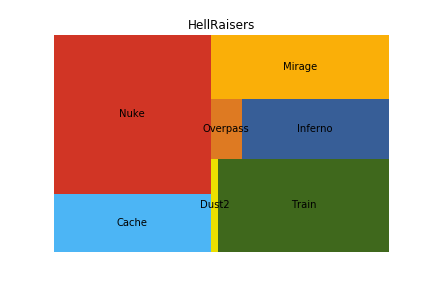 HellRaisers
Mirage
Nuke
Overpass
Inferno
Dust2
Train
Cache